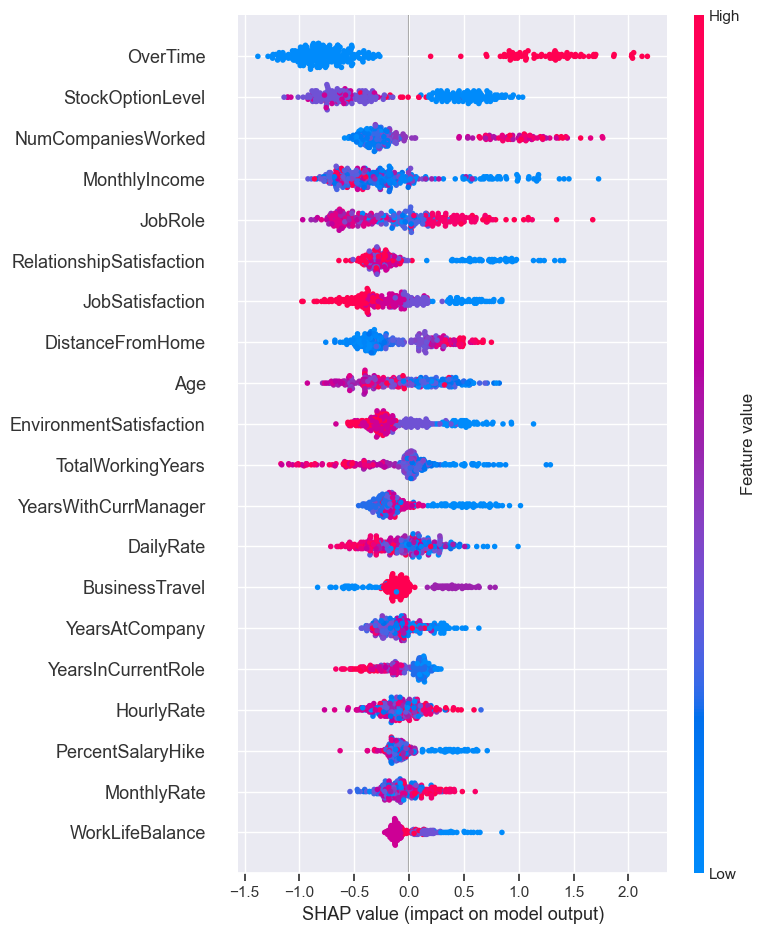 High
OverTime
StockOptionLevel
NumCompaniesWorked
MonthlyIncome
JobRole
RelationshipSatisfaction
JobSatisfaction
DistanceFromHome
Age
EnvironmentSatisfaction
TotalWorkingYears
YearsWithCurrManager
DailyRate
BusinessTravel
YearsAtCompany
YearsInCurrentRole
HourlyRate
PercentSalaryHike
MonthlyRate
WorkLifeBalance
Feature value
Low
−1.5 −1.0 −0.5 0.0 0.5 1.0 1.5 2.0
SHAP value (impact on model output)